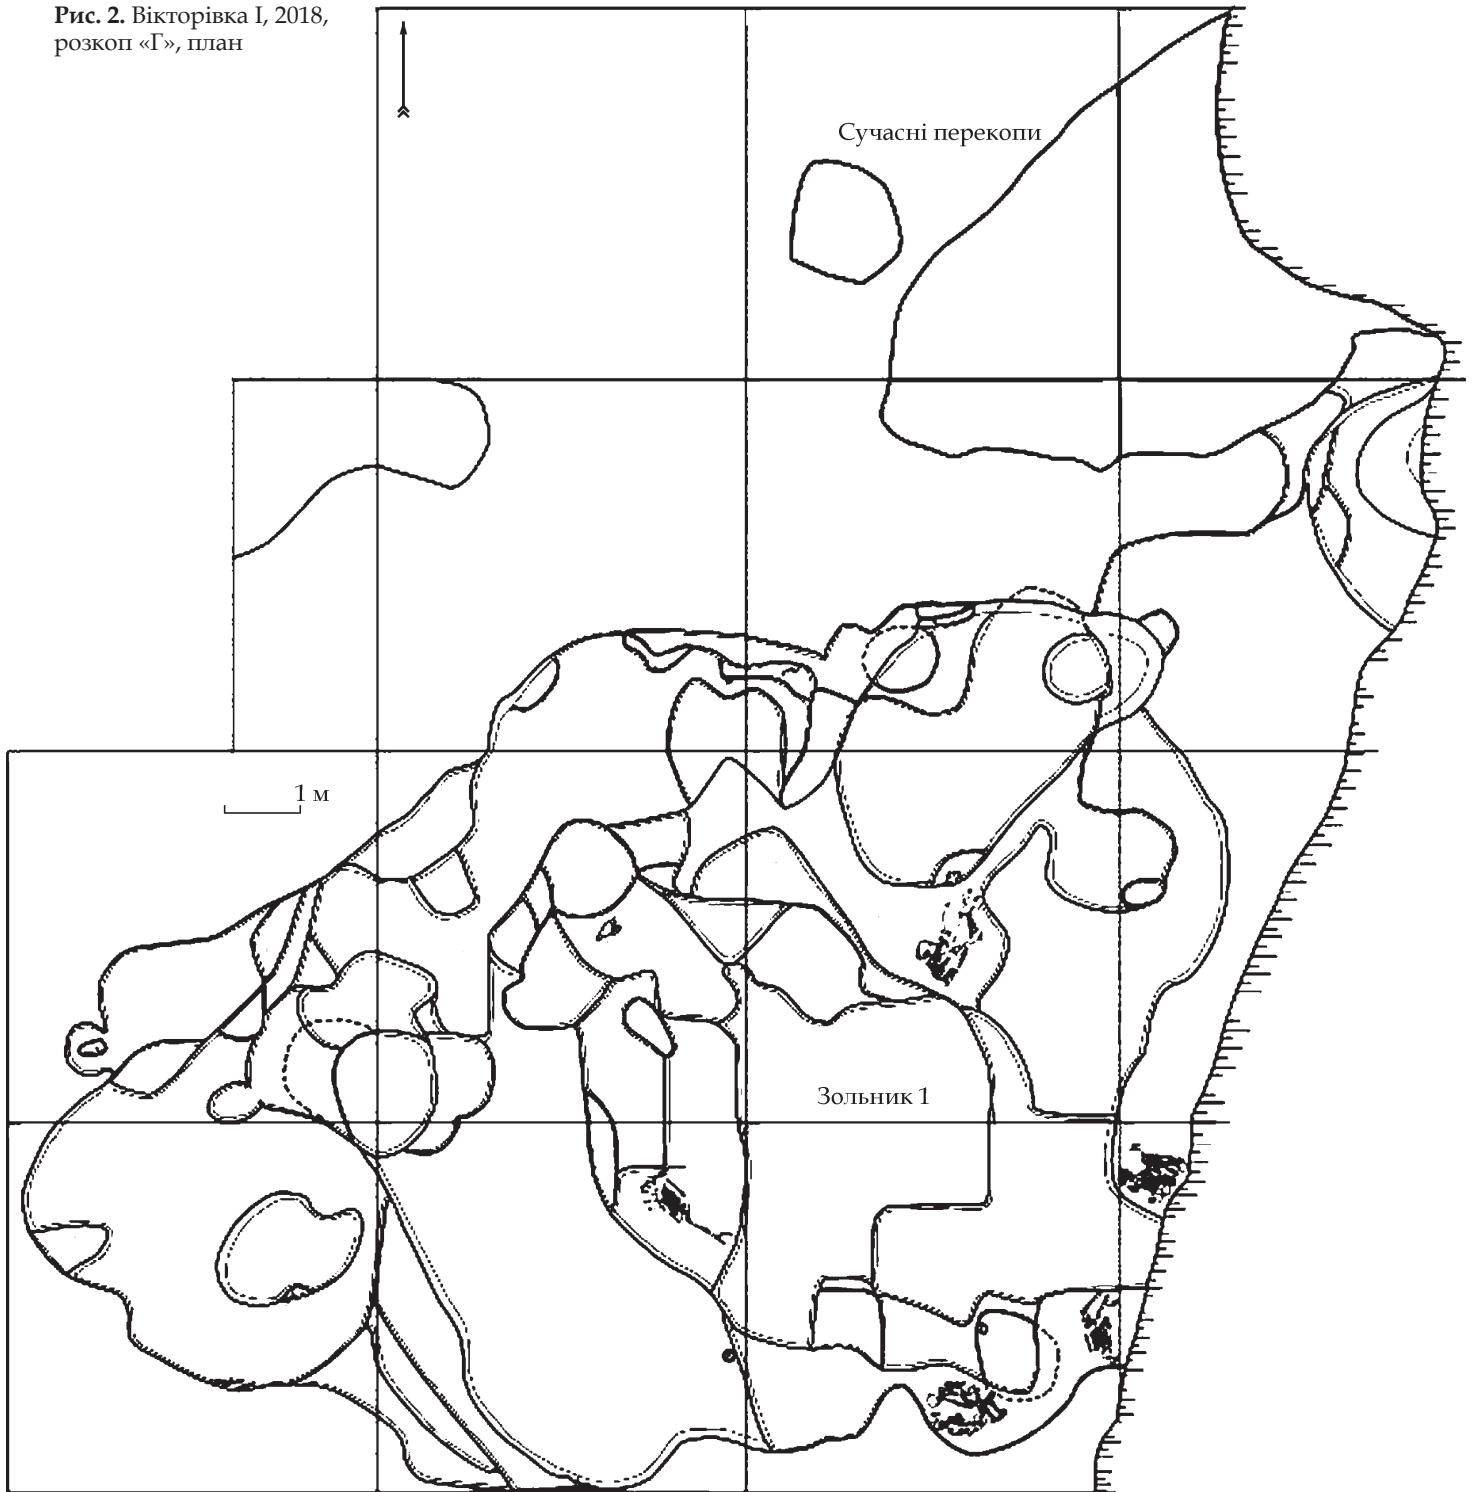 Рис. 2. Вікторівка I, 2018,
розкоп «Г», план
Сучасні перекопи
1 м
Зольник 1